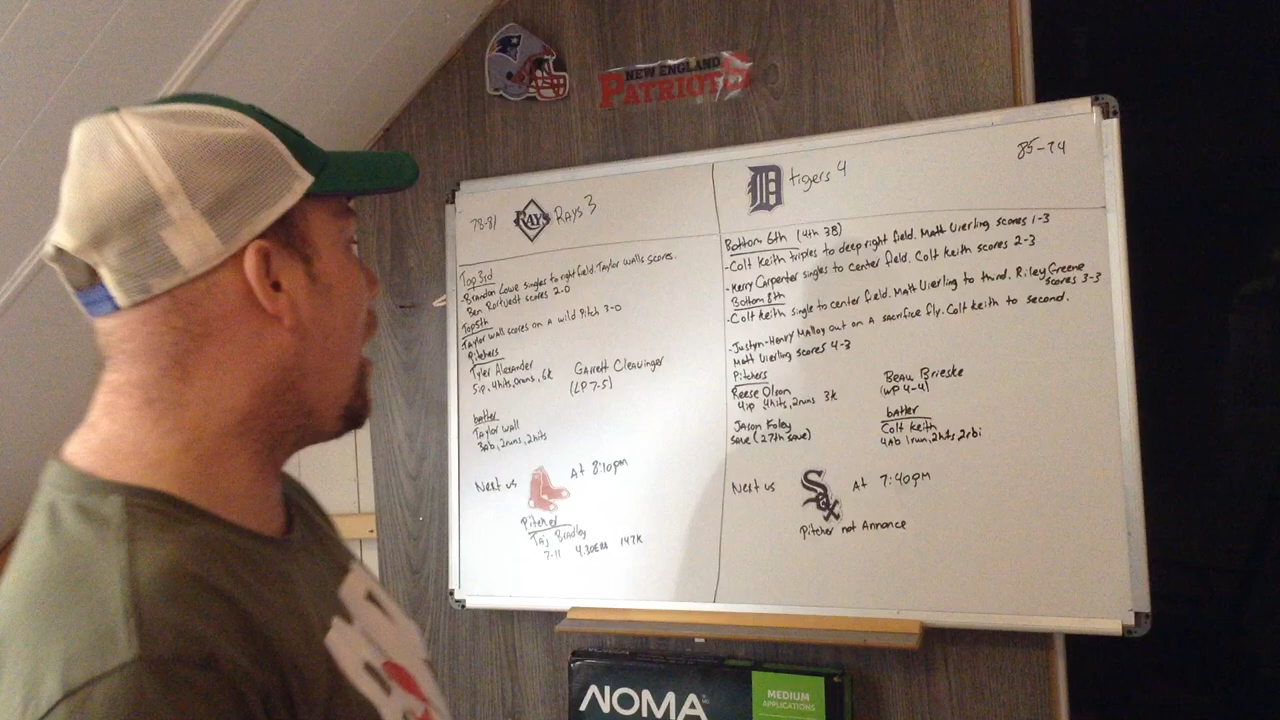 NEW ENGLAND
PATRIOTS
78-81 RAYS Rays 3
Top 3rd
-Brandon Lowe singles to right field. Taylor walls scores.
Ben Rortvedt scores 2-0
Top 5th
Taylor wall scores on a wild Pitch 3-0
Pitchers
Tyler Alexander
5ip, 4hits, 0runs, 6k
Garrett Cleavinger
(LP 7-5)
batter
Taylor wall
3ab, 2runs, 2hits
Next us At 8:10pm
Pitcher
Taj Bradley
7-11 4.30ERA 147K
D tigers 4
85-74
Bottom 6th (4th 3B)
-Colt Keith triples to deep right field. Matt Vierling scores 1-3
-Kerry Carpenter singles to center field. Colt Keith scores 2-3
Bottom 8th
-Colt Keith single to center field. Matt Vierling to third. Riley Greene
scores 3-3
-Justyn-Henry Malloy out on a sacrifice fly. Colt Keith to second.
Matt Vierling scores 4-3
Pitchers
Reese Olson
4ip 4hits, 2runs 3k
Jason Foley
Save (27th save)
Beau Brieske
(WP 4-4)
batter
Colt Keith
4Ab 1run, 2hits 2rbi
Next us Sox At 7:40pm
Pitcher not Annonce
NOMA
MEDIUM
APPLICATIONS